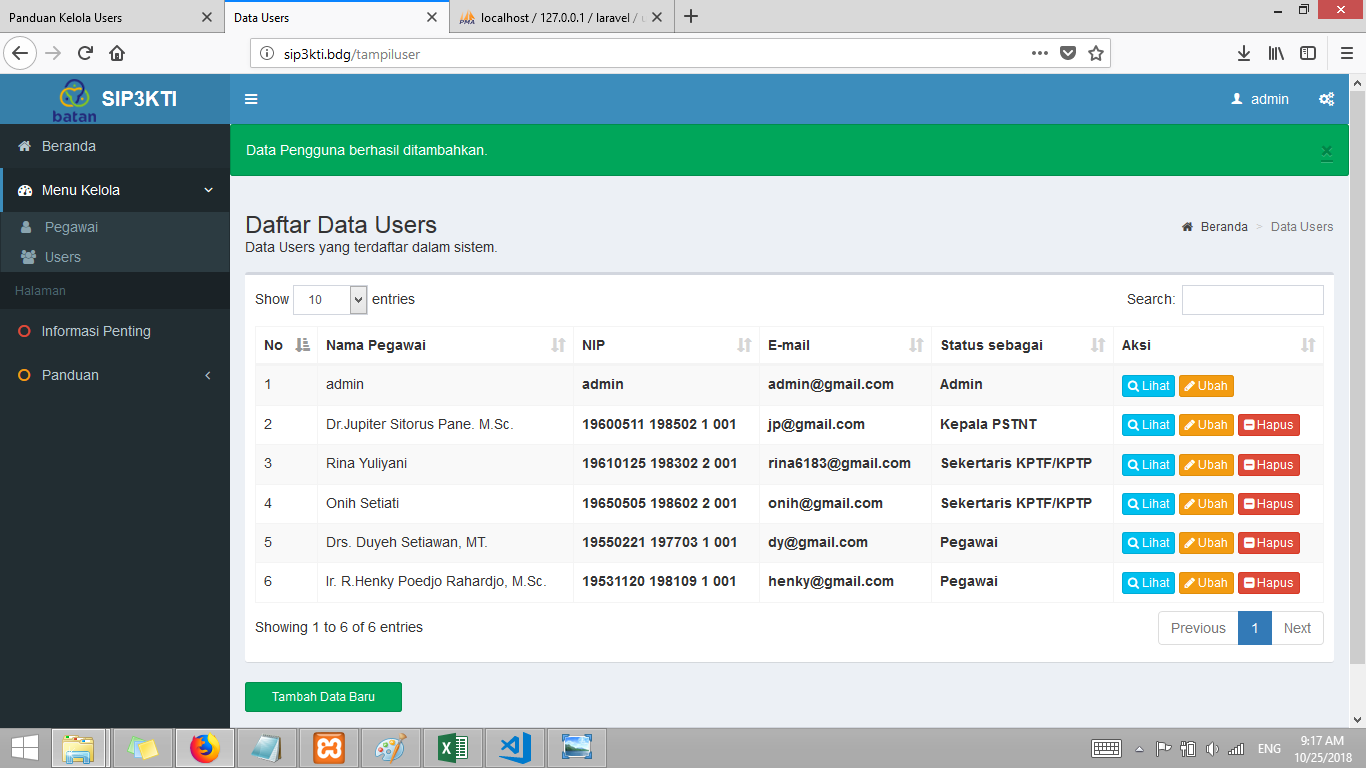 Panduan Kelola Users
Data Users
localhost / 127.0.0.1 / laravel /
sip3kti.bdg/tampiluser
batan
SIP3KTI
admin
Beranda
Menu Kelola
Pegawai
Users
Halaman
Informasi Penting
Panduan
Data Pengguna berhasil ditambahkan.
×
Daftar Data Users
Data Users yang terdaftar dalam sistem.
Beranda > Data Users
Show 10 entries
Search:
No Nama Pegawai NIP E-mail Status sebagai Aksi
1 admin admin admin@gmail.com Admin Lihat Ubah
2 Dr.Jupiter Sitorus Pane. M.Sc. 19600511 198502 1 001 jp@gmail.com Kepala PSTNT Lihat Ubah Hapus
3 Rina Yuliyani 19610125 198302 2 001 rina6183@gmail.com Sekertaris KPTF/KPTP Lihat Ubah Hapus
4 Onih Setiati 19650505 198602 2 001 onih@gmail.com Sekertaris KPTF/KPTP Lihat Ubah Hapus
5 Drs. Duyeh Setiawan, MT. 19550221 197703 1 001 dy@gmail.com Pegawai Lihat Ubah Hapus
6 Ir. R.Henky Poedjo Rahardjo, M.Sc. 19531120 198109 1 001 henky@gmail.com Pegawai Lihat Ubah Hapus
Showing 1 to 6 of 6 entries
Previous 1 Next
Tambah Data Baru
ENG
9:17 AM
10/25/2018